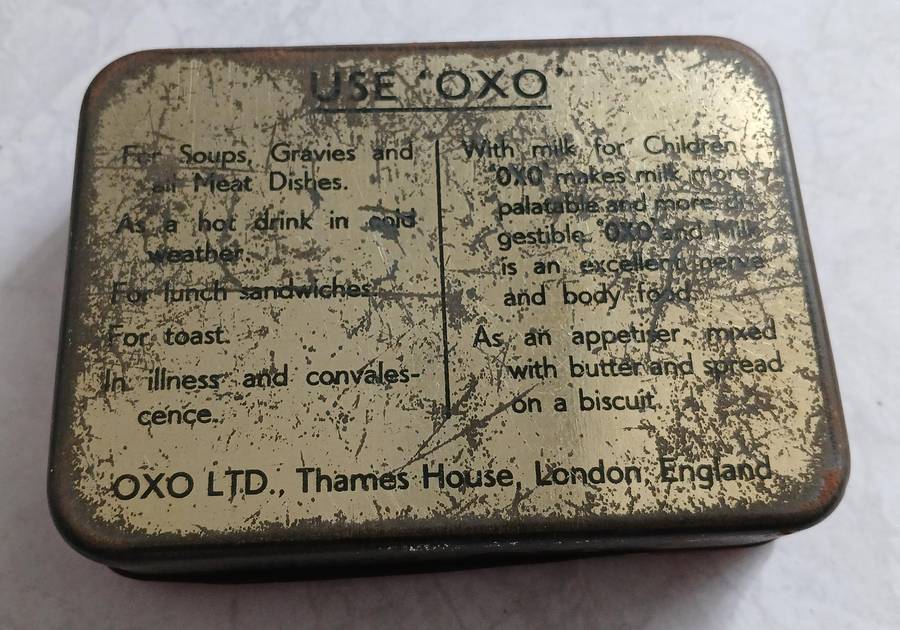 USE 'OXO'
For Soups, Gravies and
all Meat Dishes.
As a hot drink in cold
weather.
For lunch sandwiches.
For toast.
In illness and convales-
cence.
With milk for Children
'OXO' makes milk more
palatable and more di-
gestible. 'OXO' and Milk
is an excellent nerve
and body food.
As an appetiser, mixed
with butter and spread
on a biscuit.
OXO LTD., Thames House, London, England